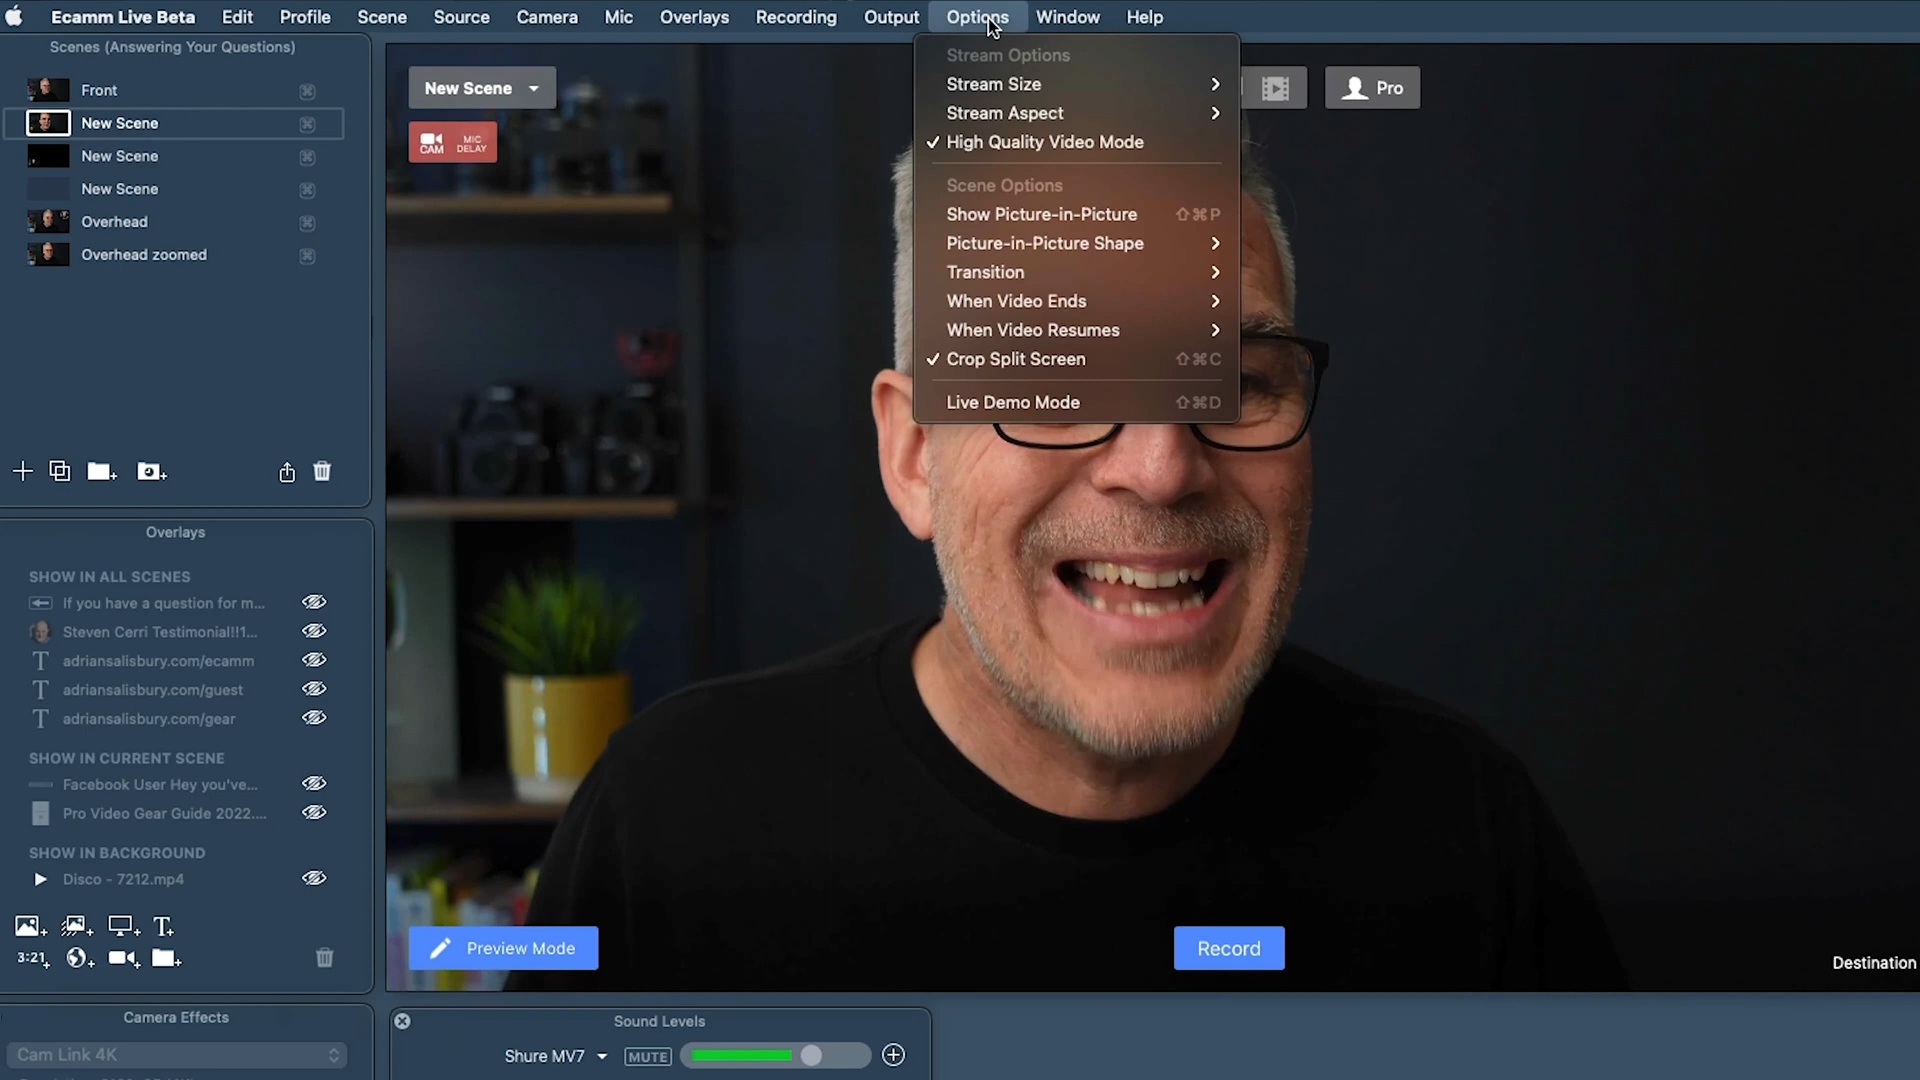 Ecamm Live Beta Edit Profile Scene Source Camera Mic Overlays Recording Output Options Window Help
Scenes (Answering Your Questions)
Front
New Scene
New Scene
New Scene
Overhead
Overhead zoomed
Overlays
SHOW IN ALL SCENES
If you have a question for m...
Steven Cerri Testimonial!!1...
adriansalisbury.com/ecamm
adriansalisbury.com/guest
adriansalisbury.com/gear
SHOW IN CURRENT SCENE
Facebook User Hey you've...
Pro Video Gear Guide 2022....
SHOW IN BACKGROUND
Disco - 7212.mp4
3:21
Camera Effects
Cam Link 4K
New Scene
CAM
MIC
DELAY
Pro
Stream Options
Stream Size
Stream Aspect
✓ High Quality Video Mode
Scene Options
Show Picture-in-Picture ⇧⌘P
Picture-in-Picture Shape
Transition
When Video Ends
When Video Resumes
✓ Crop Split Screen ⇧⌘C
Live Demo Mode ⇧⌘D
Preview Mode
Record
Destination
Sound Levels
Shure MV7
MUTE